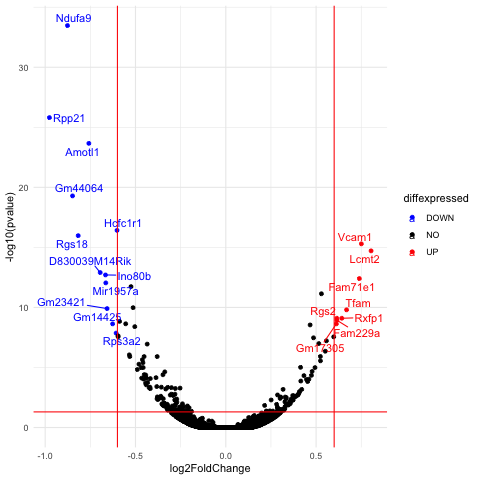 Ndufa9
30
Rpp21
Amotl1
20
Gm44064
Hcfc1r1
Rgs18
D830039M14Rik
Ino80b
Mir1957a
Gm23421
10
Gm14425
Rps3a2
Vcam1
Lcmt2
Fam71e1
Tfam
Rgs2
Rxfp1
Fam229a
Gm17305
0
-1.0
-0.5
0.0
0.5
log2FoldChange
-log10(pvalue)
diffexpressed
a DOWN
a NO
a UP